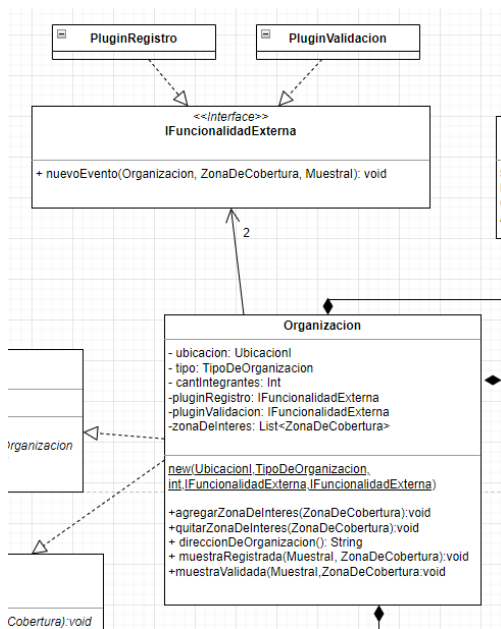 PluginRegistro
PluginValidacion
<<Interface>>
IFuncionalidadExterna
+ nuevoEvento(Organizacion, ZonaDeCobertura, Muestral): void
2
Organizacion
- ubicacion: UbicacionI
- tipo: TipoDeOrganizacion
- cantIntegrantes: Int
-pluginRegistro: IFuncionalidadExterna
-pluginValidacion: IFuncionalidadExterna
-zonaDeInteres: List<ZonaDeCobertura>
new(UbicacionI,TipoDeOrganizacion,
int,IFuncionalidadExterna,IFuncionalidadExterna)
+agregarZonaDeInteres(ZonaDeCobertura):void
+quitarZonaDeInteres(ZonaDeCobertura):void
+ direccionDeOrganizacion(): String
+ muestraRegistrada(Muestral, ZonaDeCobertura):void
+muestraValidada(Muestral,ZonaDeCobertura:void
Organizacion
Cobertura):void